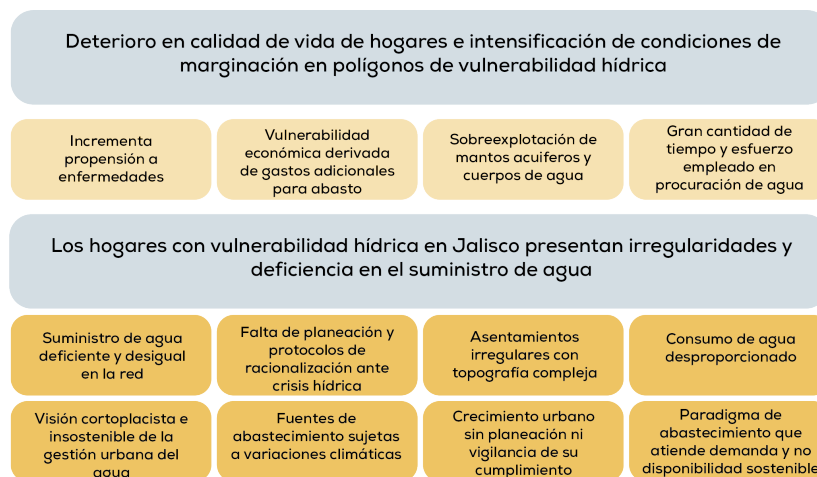 Deterioro en calidad de vida de hogares e intensificación de condiciones de
marginación en polígonos de vulnerabilidad hídrica
Incrementa
propensión a
enfermedades
Vulnerabilidad
económica derivada
de gastos adicionales
para abasto
Sobreexplotación de
mantos acuiferos y
cuerpos de agua
Gran cantidad de
tiempo y esfuerzo
empleado en
procuración de agua
Los hogares con vulnerabilidad hídrica en Jalisco presentan irregularidades y
deficiencia en el suministro de agua
Suministro de agua
deficiente y desigual
en la red
Falta de planeación y
protocolos de
racionalización ante
crisis hídrica
Asentamientos
irregulares con
topografía compleja
Consumo de agua
desproporcionado
Visión cortoplacista e
insostenible de la
gestión urbana del
agua
Fuentes de
abastecimiento sujetas
a variaciones climáticas
Crecimiento urbano
sin planeación ni
vigilancia de su
cumplimiento
Paradigma de
abastecimiento que
atiende demanda y no
disponibilidad sostenible